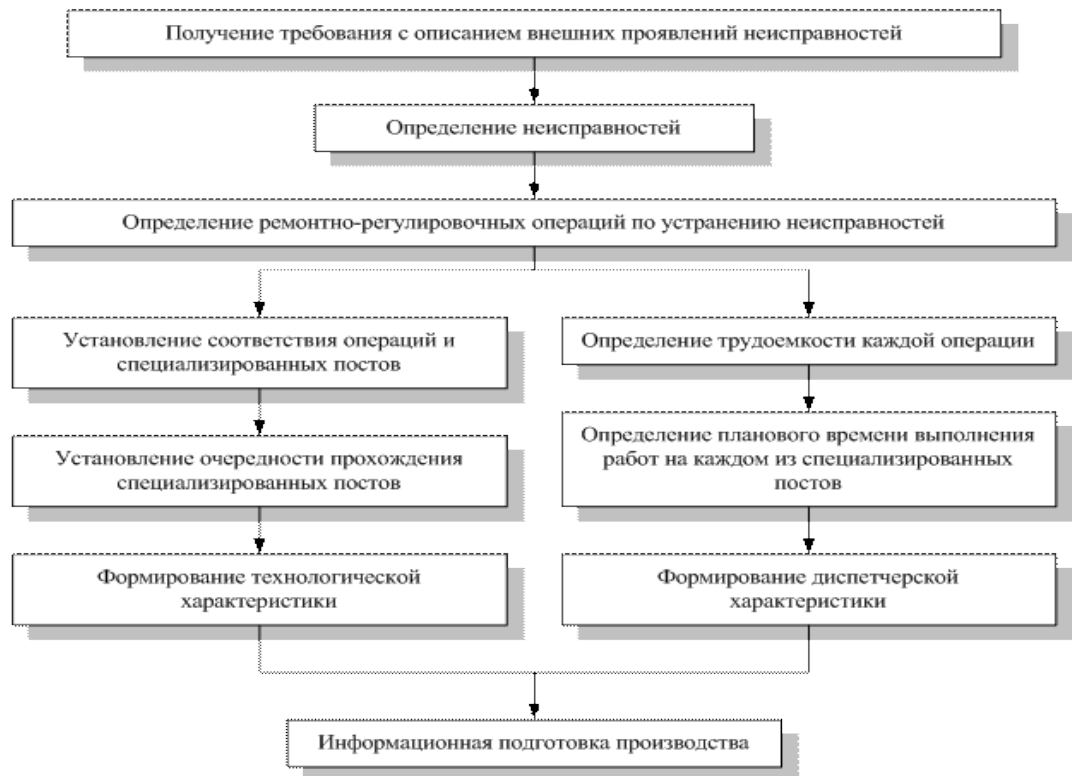 Получение требования с описанием внешних проявлений неисправностей
Определение неисправностей
Определение ремонтно-регулировочных операций по устранению неисправностей
Установление соответствия операций и
специализированных постов
Установление очередности прохождения
специализированных постов
Формирование технологической
характеристики
Определение трудоемкости каждой операции
Определение планового времени выполнения
работ на каждом из специализированных
постов
Формирование диспетчерской
характеристики
Информационная подготовка производства